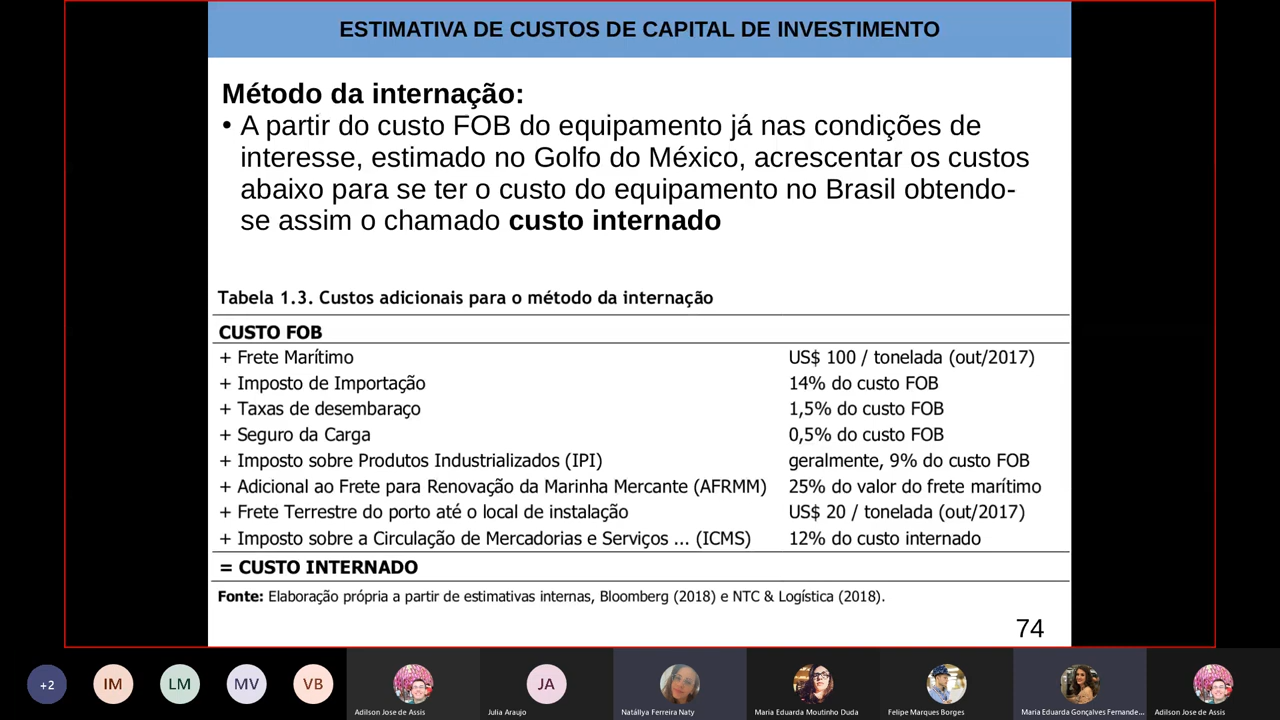 ESTIMATIVA DE CUSTOS DE CAPITAL DE INVESTIMENTO
Método da internação:
• A partir do custo FOB do equipamento já nas condições de
interesse, estimado no Golfo do México, acrescentar os custos
abaixo para se ter o custo do equipamento no Brasil obtendo-
se assim o chamado custo internado
Tabela 1.3. Custos adicionais para o método da internação
CUSTO FOB
+ Frete Marítimo US$ 100 / tonelada (out/2017)
+ Imposto de Importação 14% do custo FOB
+ Taxas de desembaraço 1,5% do custo FOB
+ Seguro da Carga 0,5% do custo FOB
+ Imposto sobre Produtos Industrializados (IPI) geralmente, 9% do custo FOB
+ Adicional ao Frete para Renovação da Marinha Mercante (AFRMM) 25% do valor do frete marítimo
+ Frete Terrestre do porto até o local de instalação US$ 20 / tonelada (out/2017)
+ Imposto sobre a Circulação de Mercadorias e Serviços ... (ICMS) 12% do custo internado
= CUSTO INTERNADO
Fonte: Elaboração própria a partir de estimativas internas, Bloomberg (2018) e NTC & Logística (2018).
74
+2 IM LM MV VB JA
Adilson Jose de Assis Julia Araujo Natállya Ferreira Naty Maria Eduarda Moutinho Duda Felipe Marques Borges Maria Eduarda Gonçalves Fernande... Adilson Jose de Assis